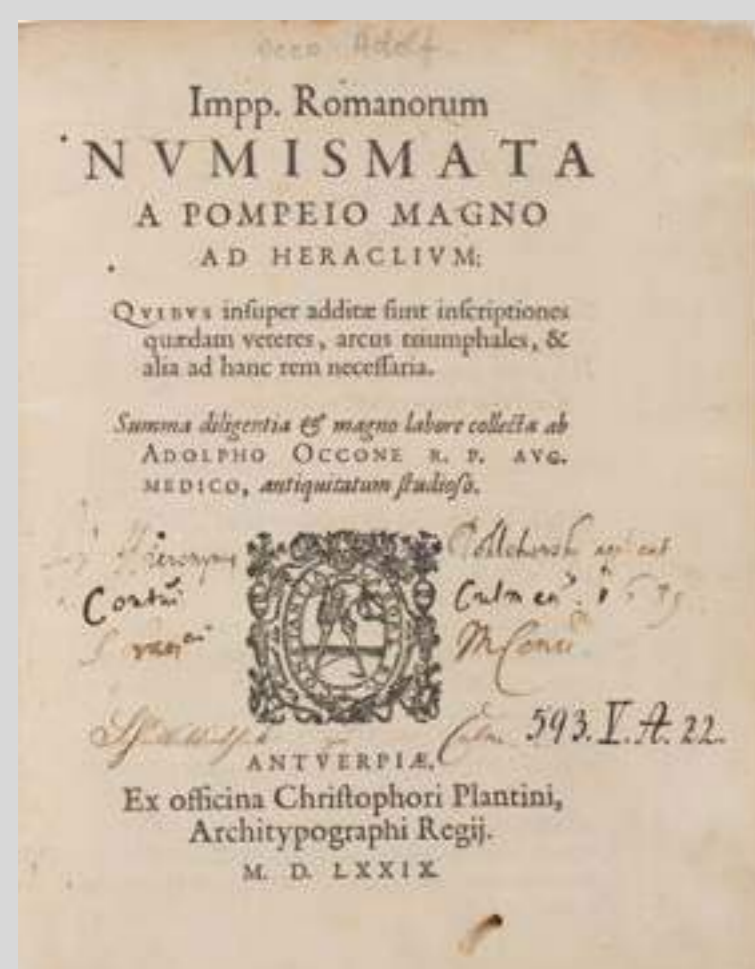 Occo Adolf
Impp. Romanorum
NVMISMATA
A POMPEIO MAGNO
AD HERACLIVM:
QVIBVS inſuper additæ ſunt inſcriptiones
quædam veteres, arcus triumphales, &
alia ad hanc rem neceſſaria.
Summa diligentia & magno labore collecta ab
ADOLPHO OCCONE R. P. AVG.
MEDICO, antiquitatum ſtudioſo.
593. V. A. 22.
ANTVERPIÆ,
Ex officina Chriſtophori Plantini,
Architypographi Regij.
M. D. LXXIX